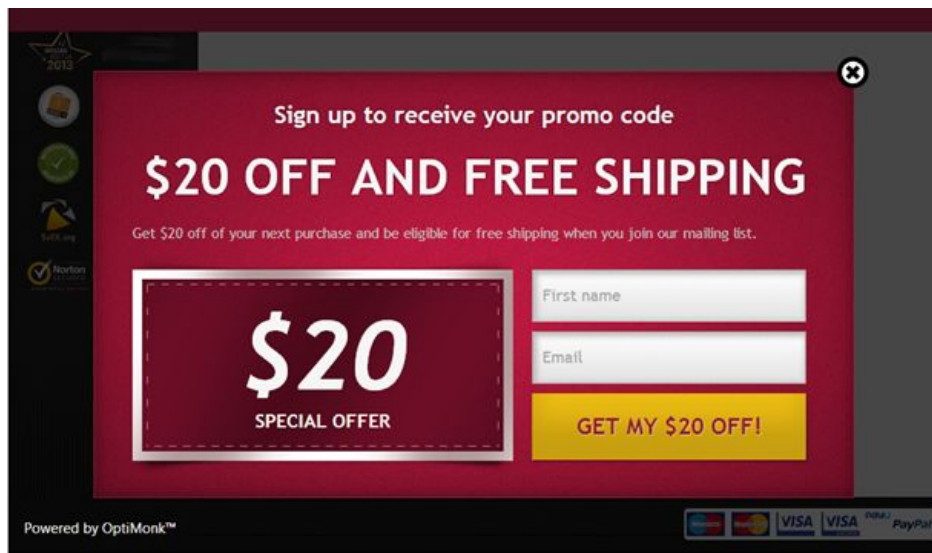 2013
Sign up to receive your promo code
$20 OFF AND FREE SHIPPING
Get $20 off of your next purchase and be eligible for free shipping when you join our mailing list.
$20
SPECIAL OFFER
First name
Email
GET MY $20 OFF!
Norton
Powered by OptiMonk™
VISA
VISA
PayPal